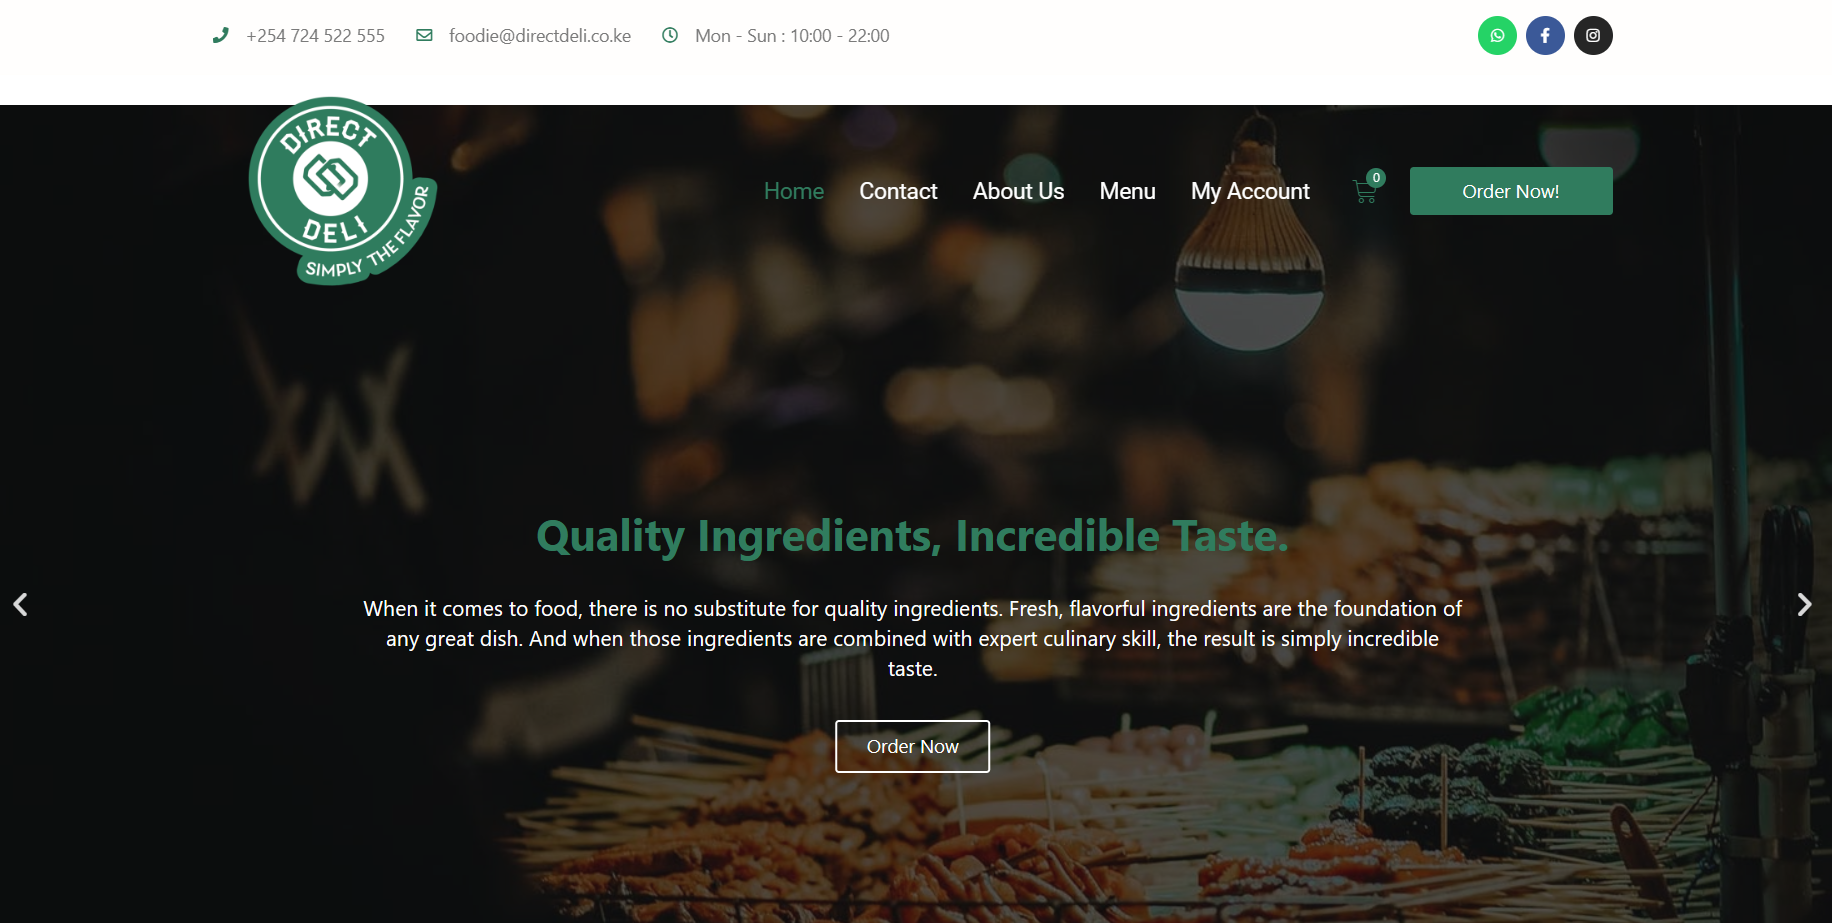 +254 724 522 555
foodie@directdeli.co.ke
Mon - Sun : 10:00 - 22:00
DIRECT
DELI
SIMPLY THE FLAVOR
Home
Contact
About Us
Menu
My Account
0
Order Now!
Quality Ingredients, Incredible Taste.
When it comes to food, there is no substitute for quality ingredients. Fresh, flavorful ingredients are the foundation of
any great dish. And when those ingredients are combined with expert culinary skill, the result is simply incredible
taste.
Order Now